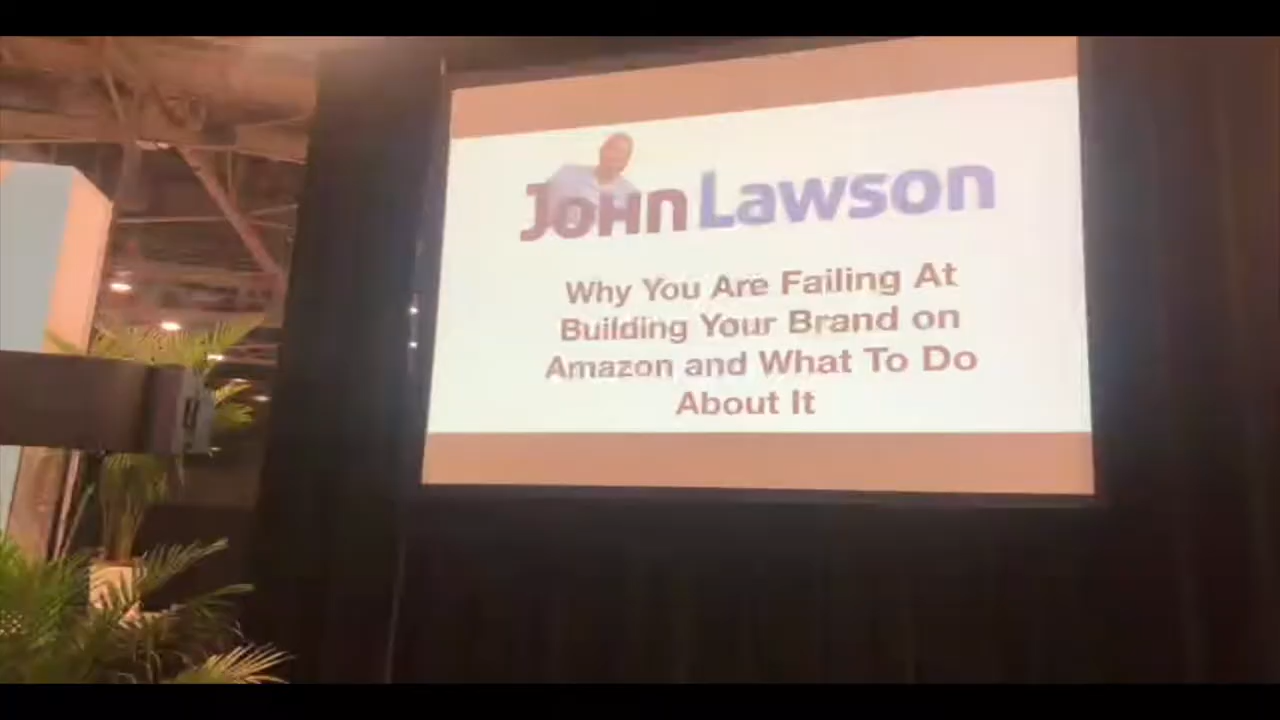 John Lawson
Why You Are Failing At
Building Your Brand on
Amazon and What To Do
About It